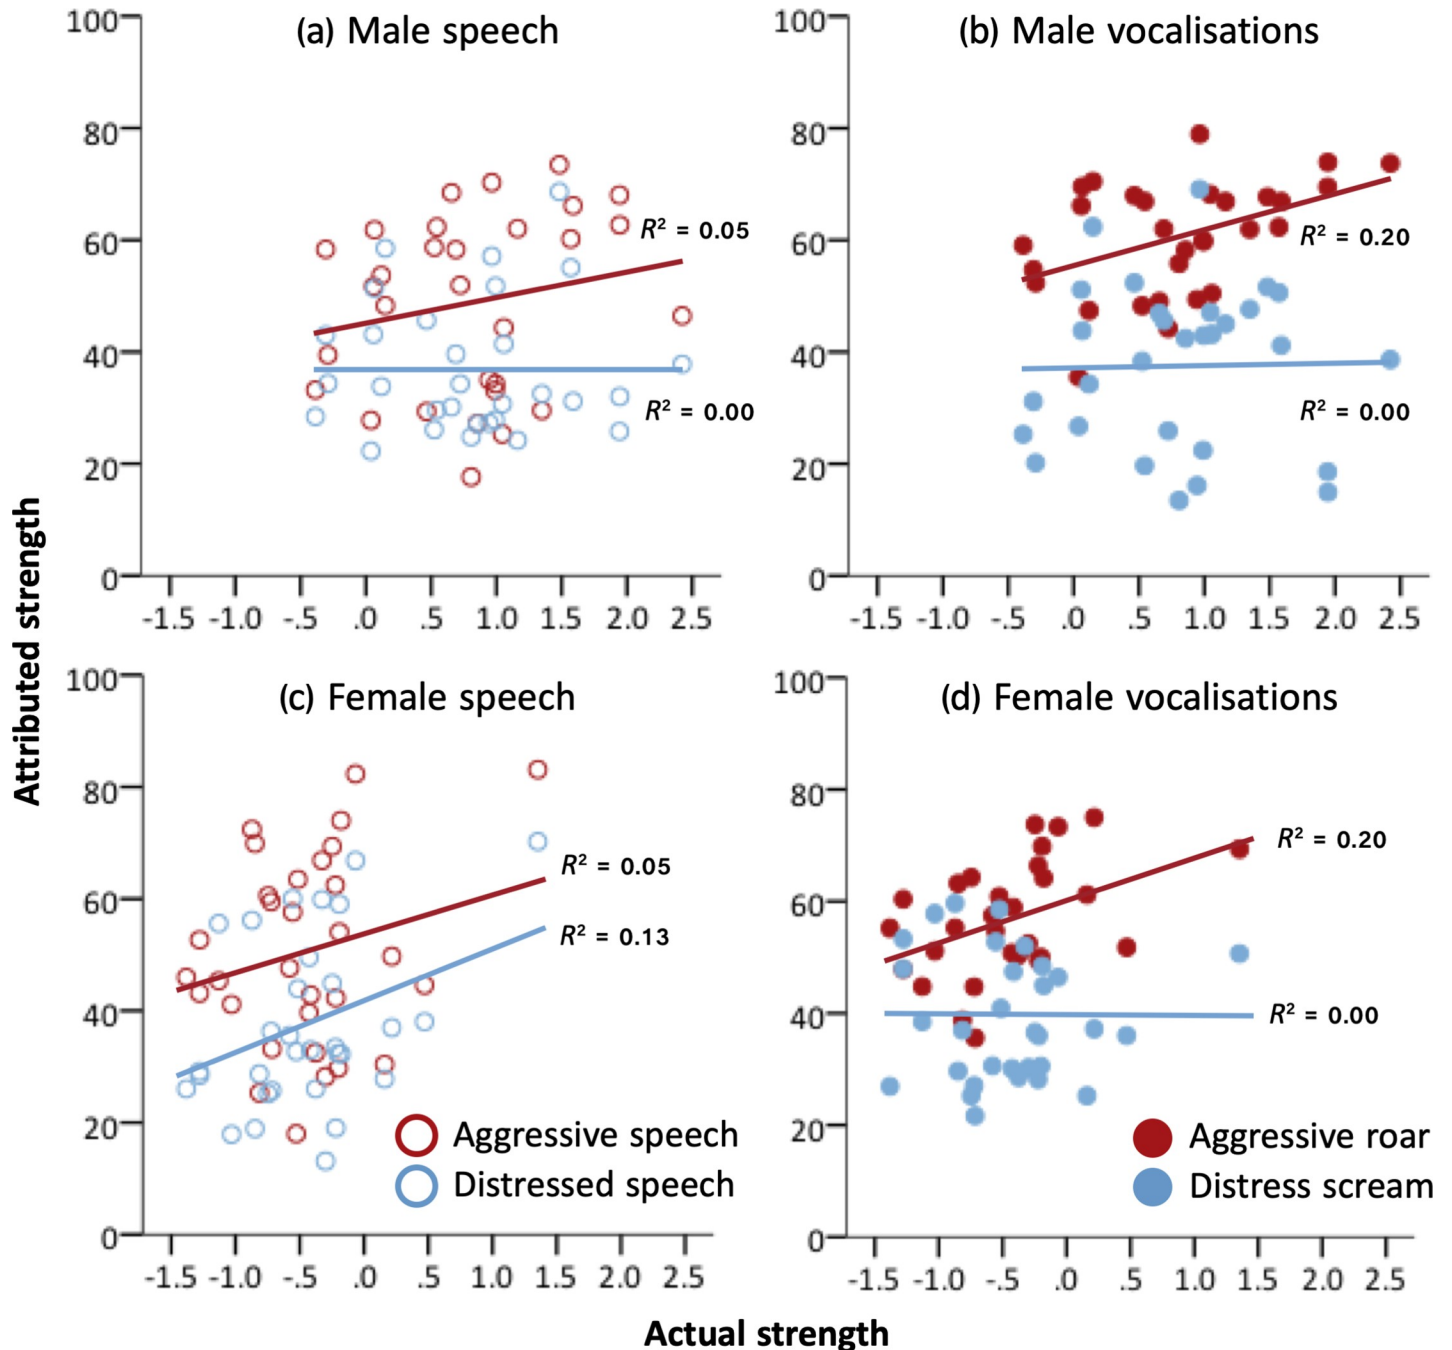 (a) Male speech
100
80
60
40
20
0
R² = 0.05
R² = 0.00
-1.5 -1.0 -.5 .0 .5 1.0 1.5 2.0 2.5
(b) Male vocalisations
100
80
60
40
20
0
R² = 0.20
R² = 0.00
-1.5 -1.0 -.5 .0 .5 1.0 1.5 2.0 2.5
Attributed strength
(c) Female speech
100
80
60
40
20
0
R² = 0.05
R² = 0.13
Aggressive speech
Distressed speech
-1.5 -1.0 -.5 .0 .5 1.0 1.5 2.0 2.5
(d) Female vocalisations
100
80
60
40
20
0
R² = 0.20
R² = 0.00
Aggressive roar
Distress scream
-1.5 -1.0 -.5 .0 .5 1.0 1.5 2.0 2.5
Actual strength